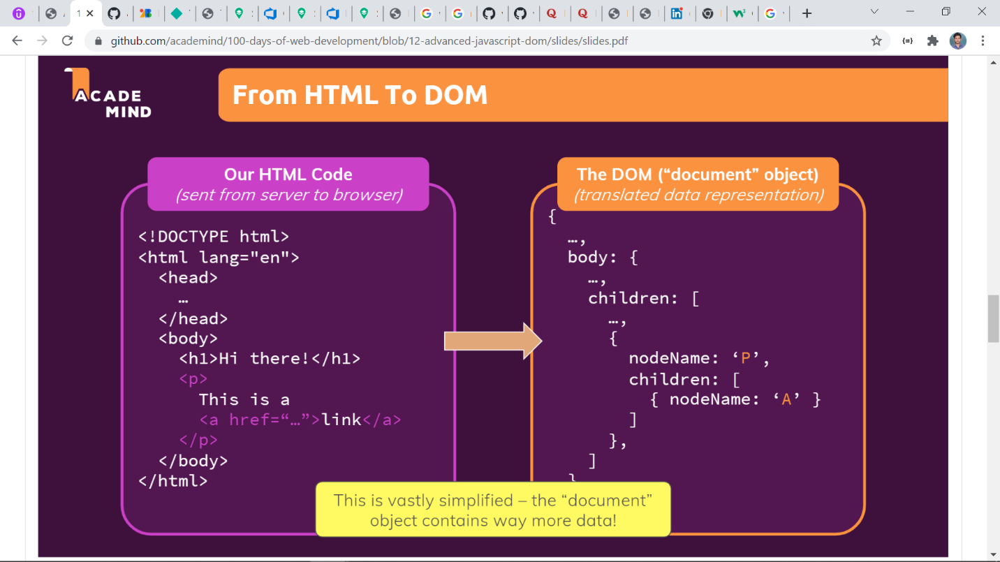 1
github.com/academind/100-days-of-web-development/blob/12-advanced-javascript-dom/slides/slides.pdf
ACADE
MIND
From HTML To DOM
Our HTML Code
(sent from server to browser)
<!DOCTYPE html>
<html lang="en">
<head>
…
</head>
<body>
<h1>Hi there!</h1>
<p>
This is a
<a href=“…”>link</a>
</p>
</body>
</html>
The DOM (“document” object)
(translated data representation)
{
…,
body: {
…,
children: [
…,
{
nodeName: ‘P’,
children: [
{ nodeName: ‘A’ }
]
},
]
}
This is vastly simplified – the “document”
object contains way more data!